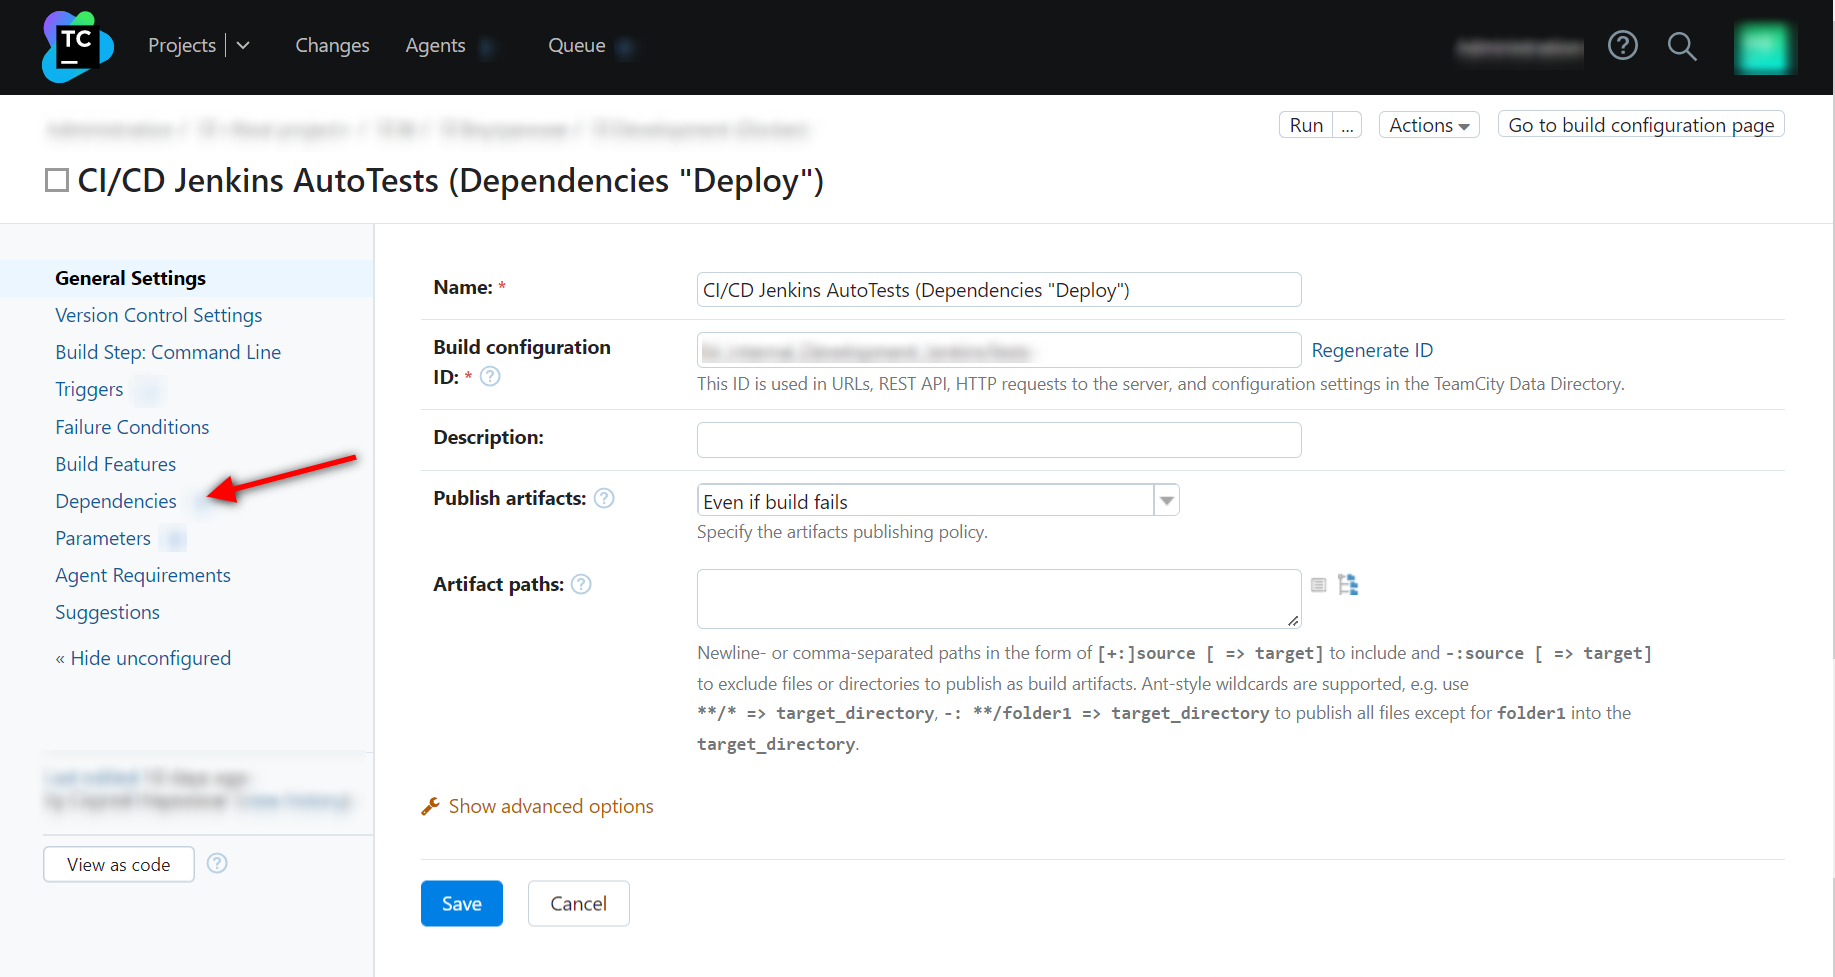 TC
Projects
Changes
Agents
Queue
Run ...
Actions
Go to build configuration page
CI/CD Jenkins AutoTests (Dependencies "Deploy")
General Settings
Version Control Settings
Build Step: Command Line
Triggers
Failure Conditions
Build Features
Dependencies
Parameters
Agent Requirements
Suggestions
« Hide unconfigured
View as code
Name: *
CI/CD Jenkins AutoTests (Dependencies "Deploy")
Build configuration
ID: *
Regenerate ID
This ID is used in URLs, REST API, HTTP requests to the server, and configuration settings in the TeamCity Data Directory.
Description:
Publish artifacts:
Even if build fails
Specify the artifacts publishing policy.
Artifact paths:
Newline- or comma-separated paths in the form of [+:]source [ => target] to include and -:source [ => target]
to exclude files or directories to publish as build artifacts. Ant-style wildcards are supported, e.g. use
**/* => target_directory, -: **/folder1 => target_directory to publish all files except for folder1 into the
target_directory.
Show advanced options
Save
Cancel